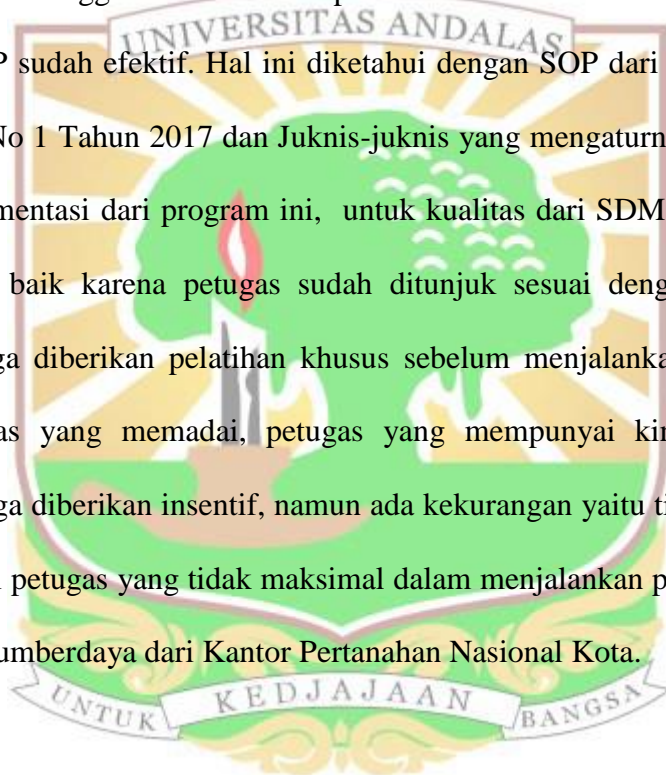 UNIVERSITAS ANDALAS
P sudah efektif. Hal ini diketahui dengan SOP dari
No 1 Tahun 2017 dan Juknis-juknis yang mengaturn
mentasi dari program ini, untuk kualitas dari SDM
baik karena petugas sudah ditunjuk sesuai deng
ga diberikan pelatihan khusus sebelum menjalanka
as yang memadai, petugas yang mempunyai kin
ga diberikan insentif, namun ada kekurangan yaitu ti
petugas yang tidak maksimal dalam menjalankan p
umberdaya dari Kantor Pertanahan Nasional Kota.
UNTUK KEDJAJAAN BANGSA